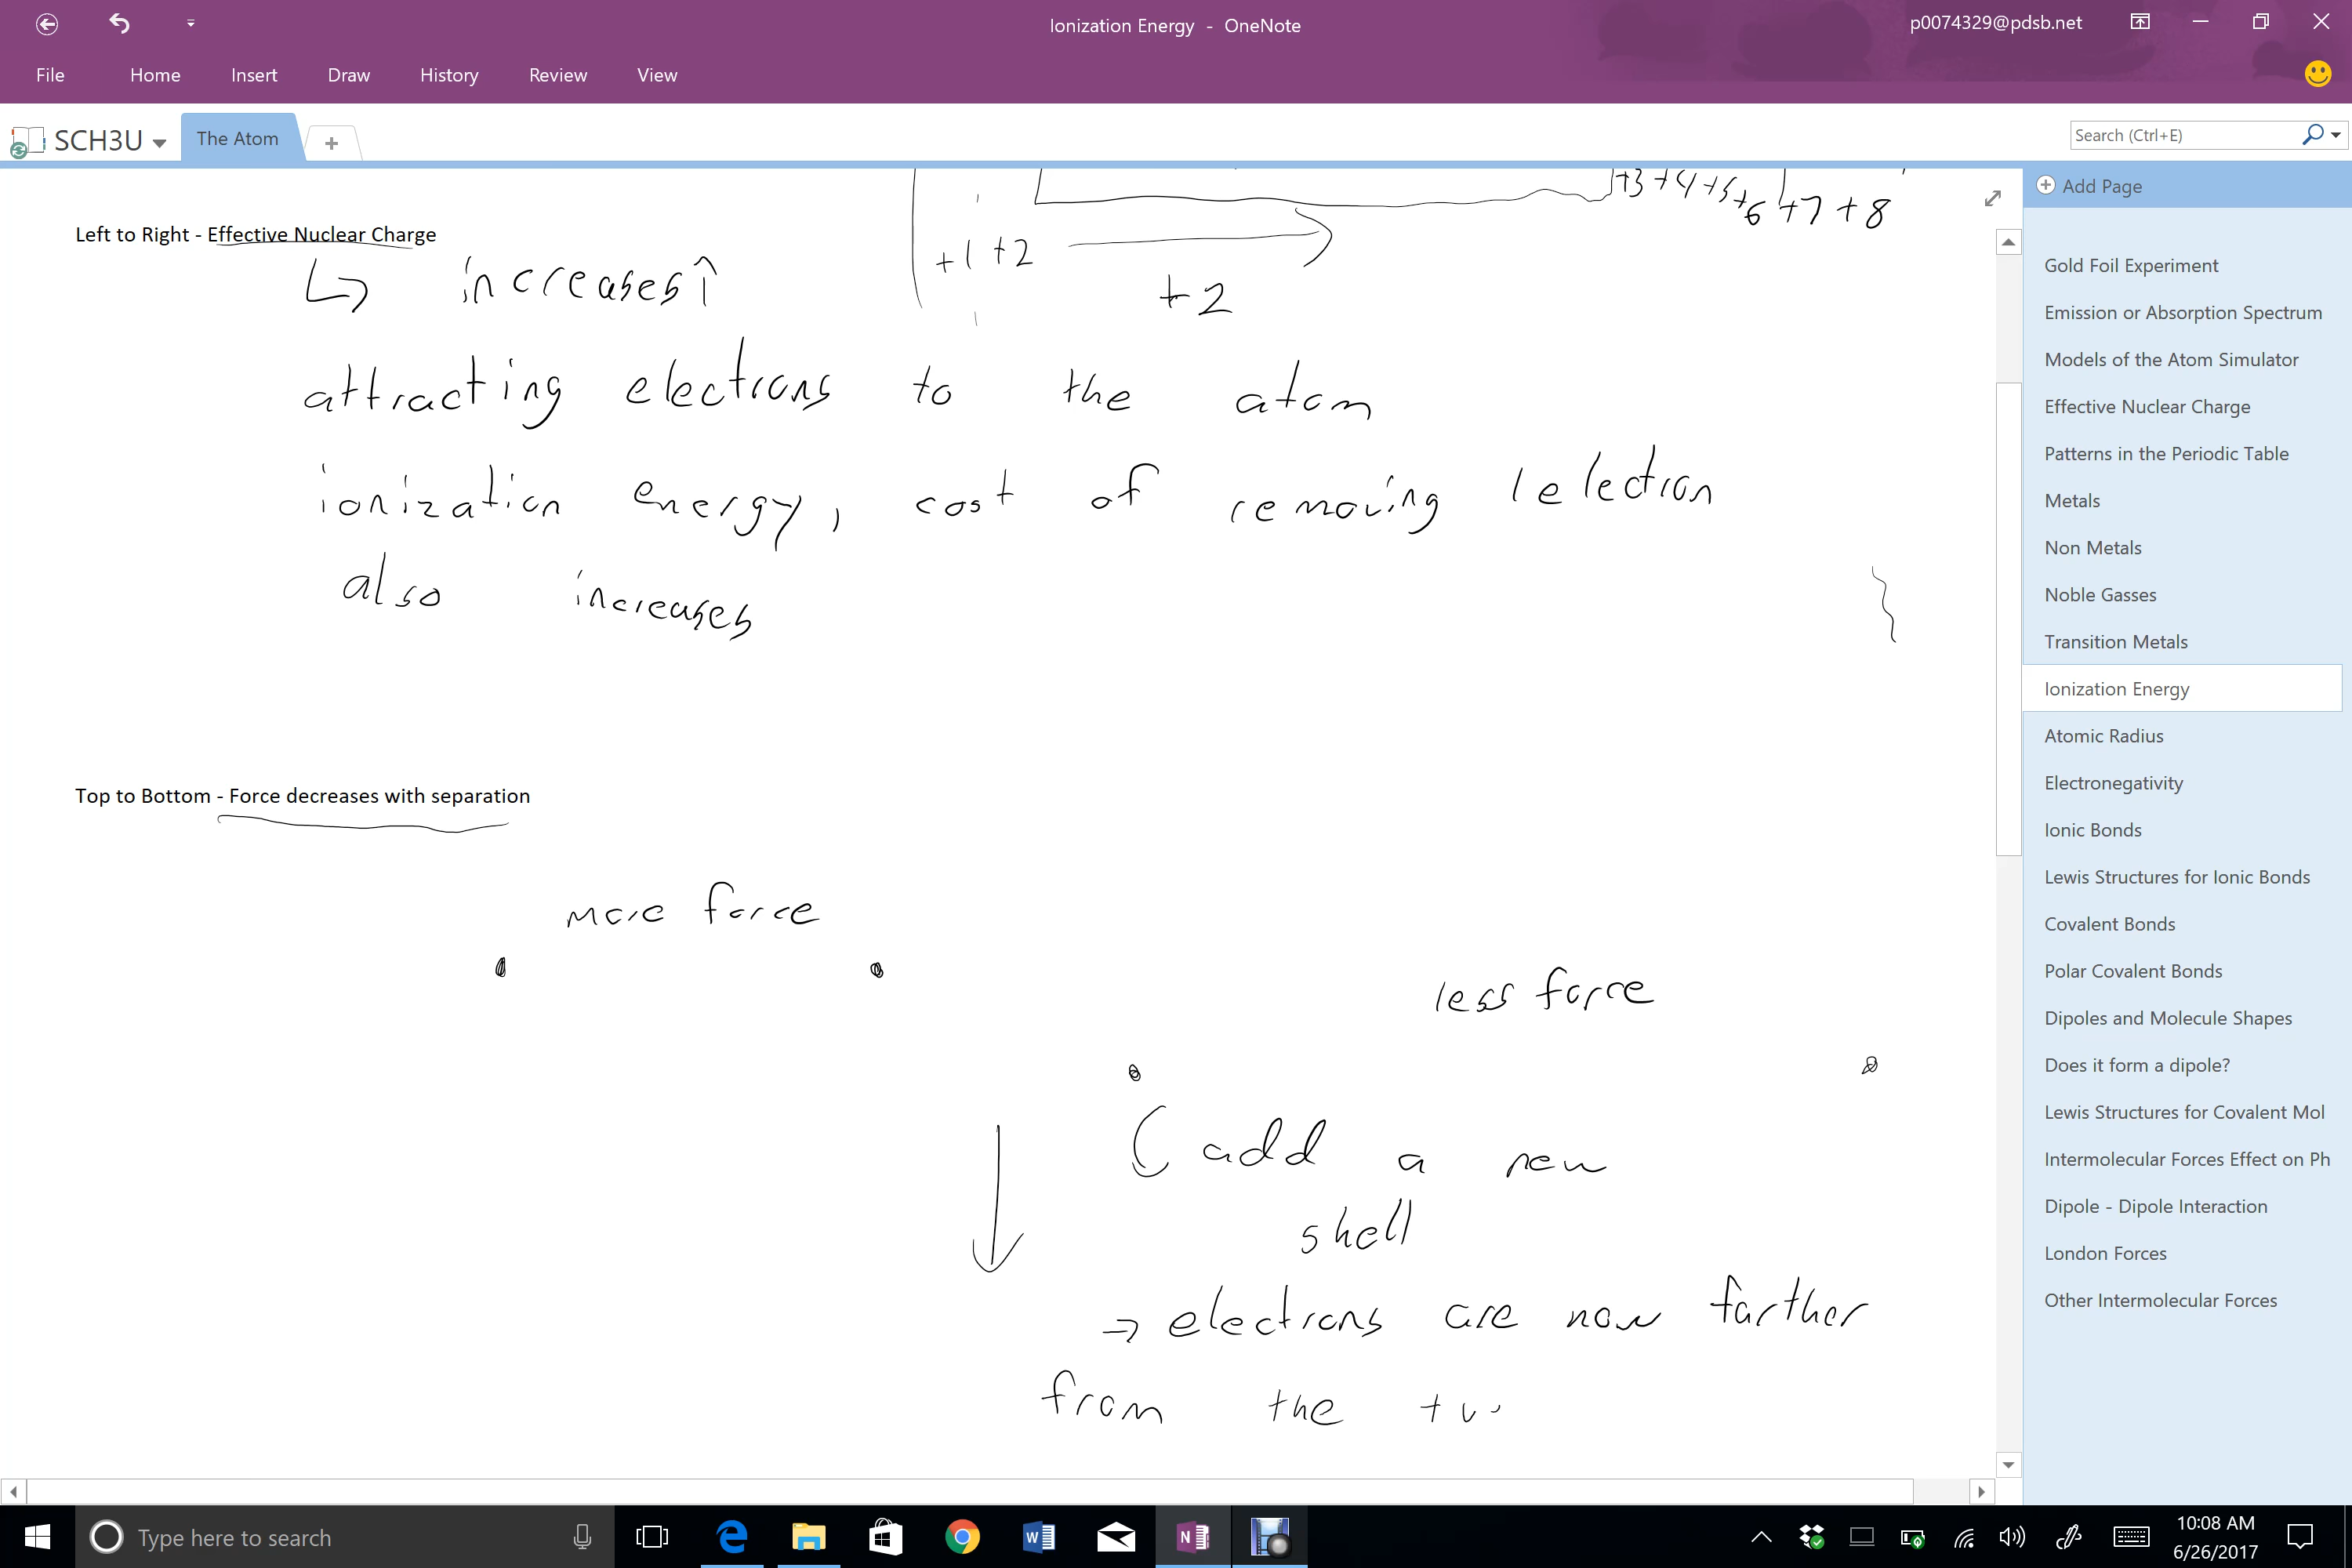 Ionization Energy - OneNote
p0074329@pdsb.net
File Home Insert Draw History Review View
SCH3U
The Atom
+
Search (Ctrl+E)
+3 +4 +5 +6 +7 +8
Left to Right - Effective Nuclear Charge
+1 +2
increases↑
+2
attracting electrons to the atom
ionization energy, cost of removing 1 electron
also increases
Top to Bottom - Force decreases with separation
more force
less force
(add a new
shell
→ electrons are now farther
from the
Add Page
Gold Foil Experiment
Emission or Absorption Spectrum
Models of the Atom Simulator
Effective Nuclear Charge
Patterns in the Periodic Table
Metals
Non Metals
Noble Gasses
Transition Metals
Ionization Energy
Atomic Radius
Electronegativity
Ionic Bonds
Lewis Structures for Ionic Bonds
Covalent Bonds
Polar Covalent Bonds
Dipoles and Molecule Shapes
Does it form a dipole?
Lewis Structures for Covalent Mol
Intermolecular Forces Effect on Ph
Dipole - Dipole Interaction
London Forces
Other Intermolecular Forces
Type here to search
10:08 AM
6/26/2017